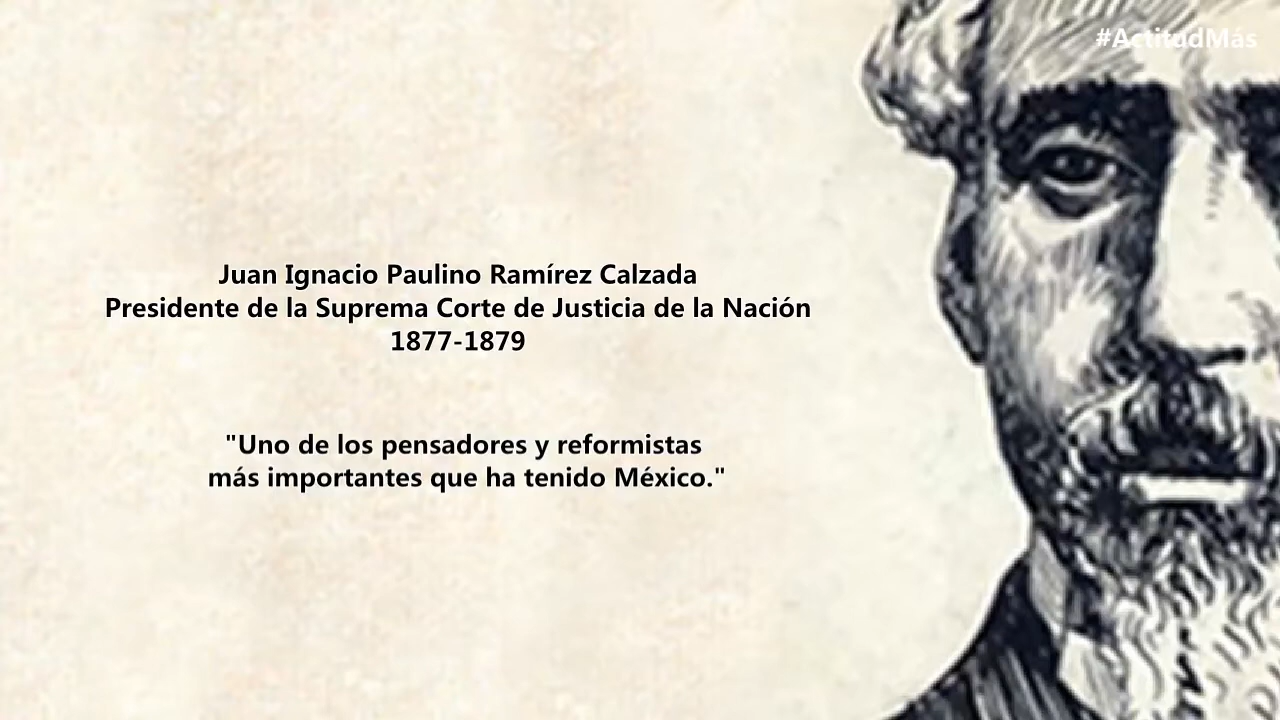 #ActitudMás
Juan Ignacio Paulino Ramírez Calzada
Presidente de la Suprema Corte de Justicia de la Nación
1877-1879
"Uno de los pensadores y reformistas
más importantes que ha tenido México."